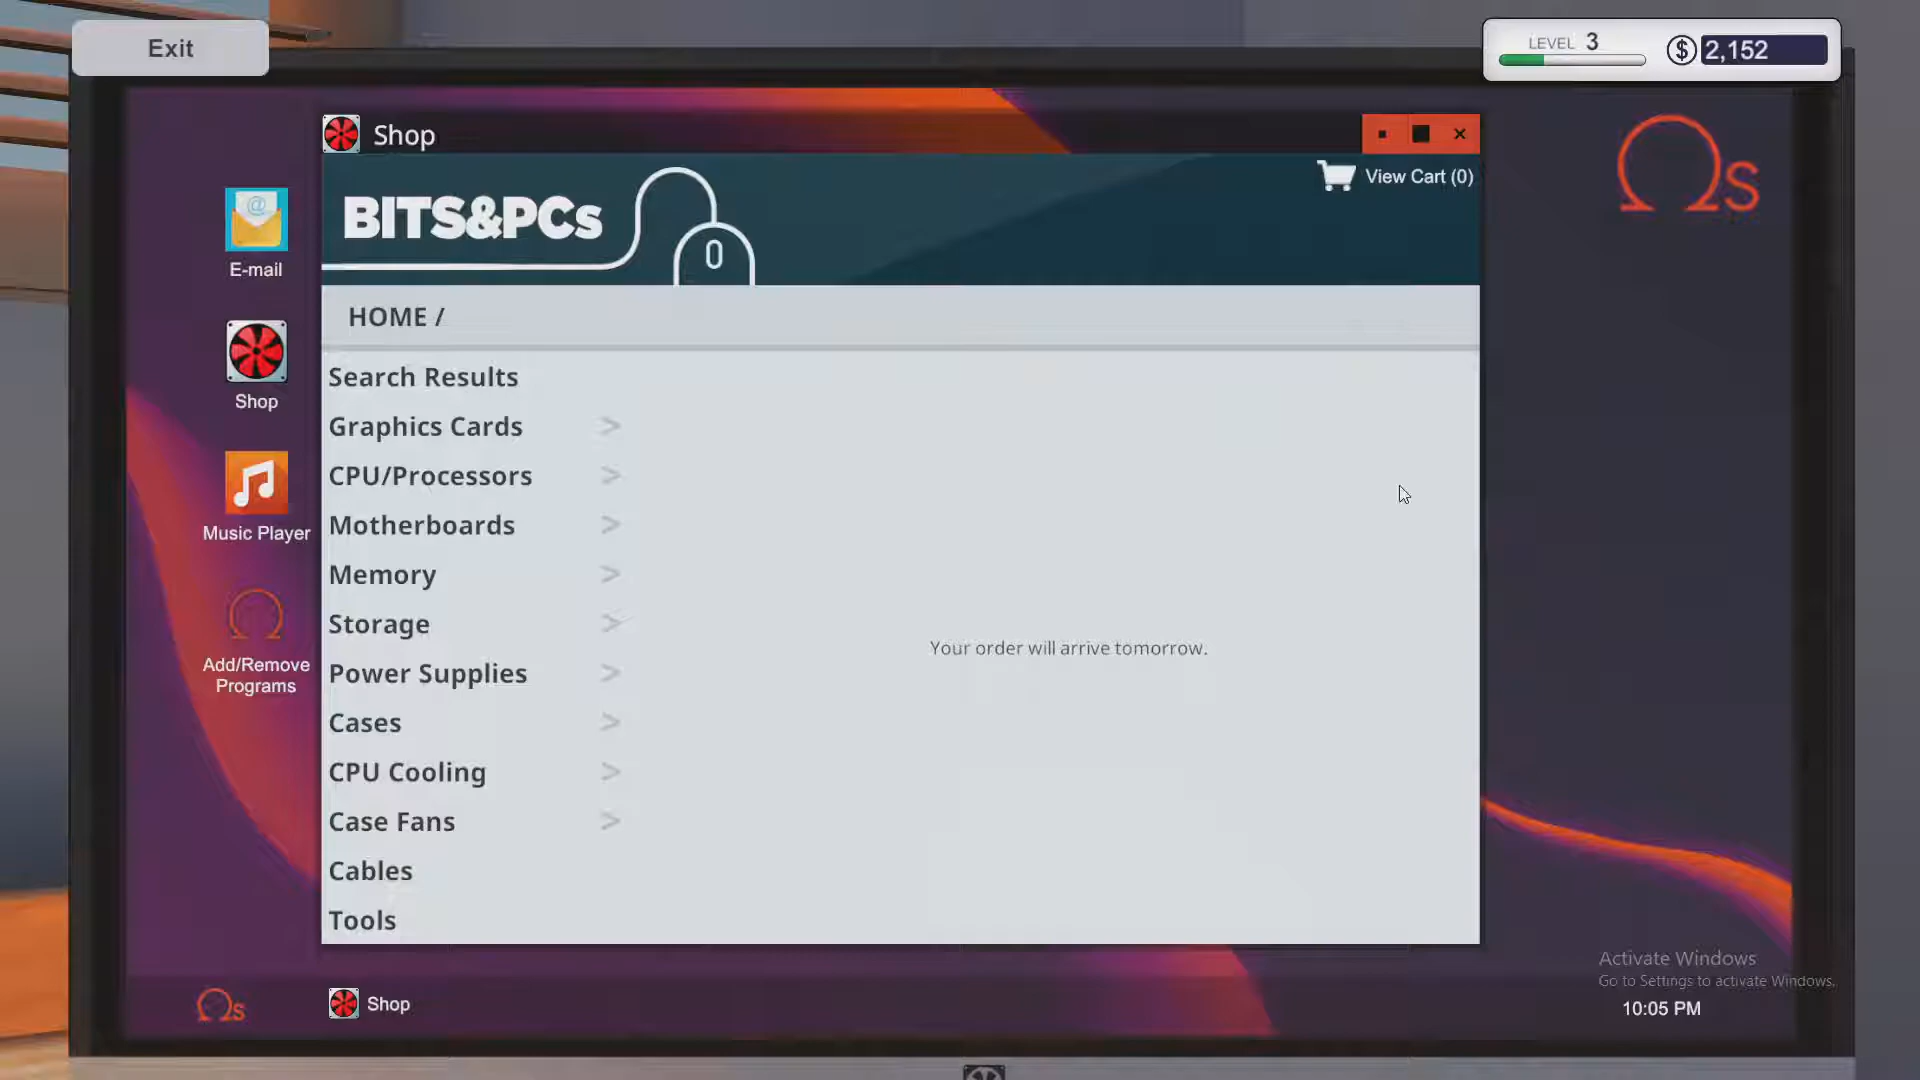 Exit
LEVEL 3
$ 2,152
Shop
View Cart (0)
BITS&PCs
HOME /
E-mail
Shop
Music Player
Add/Remove
Programs
Search Results
Graphics Cards >
CPU/Processors >
Motherboards >
Memory >
Storage >
Power Supplies >
Cases >
CPU Cooling >
Case Fans >
Cables
Tools
Your order will arrive tomorrow.
Ωs
Activate Windows
Go to Settings to activate Windows.
10:05 PM
Ωs
Shop